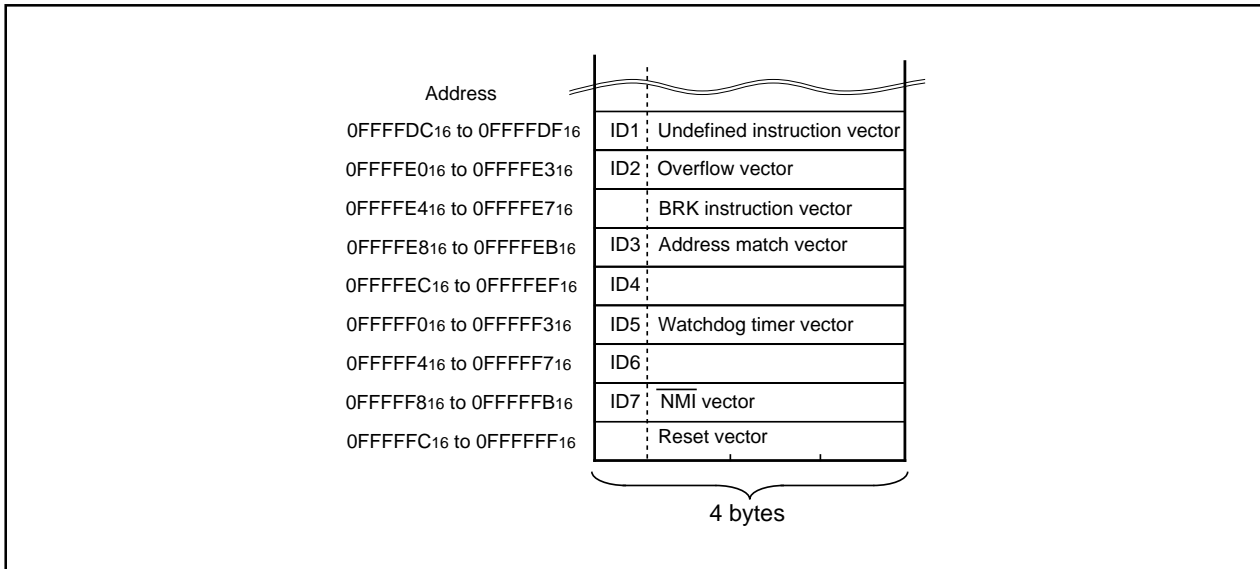 Address
0FFFFDC16 to 0FFFFDF16 ID1 Undefined instruction vector
0FFFFE016 to 0FFFFE316 ID2 Overflow vector
0FFFFE416 to 0FFFFE716 BRK instruction vector
0FFFFE816 to 0FFFFEB16 ID3 Address match vector
0FFFFEC16 to 0FFFFEF16 ID4
0FFFFF016 to 0FFFFF316 ID5 Watchdog timer vector
0FFFFF416 to 0FFFFF716 ID6
0FFFFF816 to 0FFFFFB16 ID7 N̅M̅I̅ vector
0FFFFFC16 to 0FFFFFF16 Reset vector
4 bytes